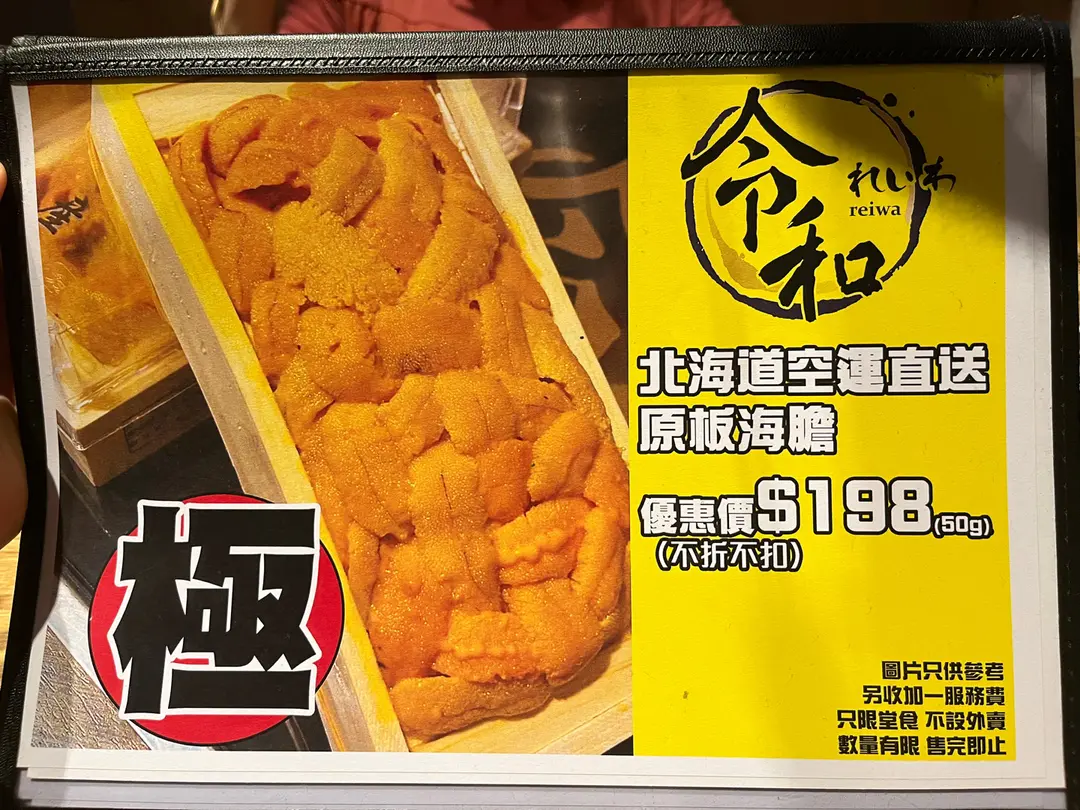 令和
れいわ
reiwa
北海道空運直送
原板海膽
優惠價$198(50g)
(不折不扣)
極
圖片只供參考
另收加一服務費
只限堂食 不設外賣
數量有限 售完即止